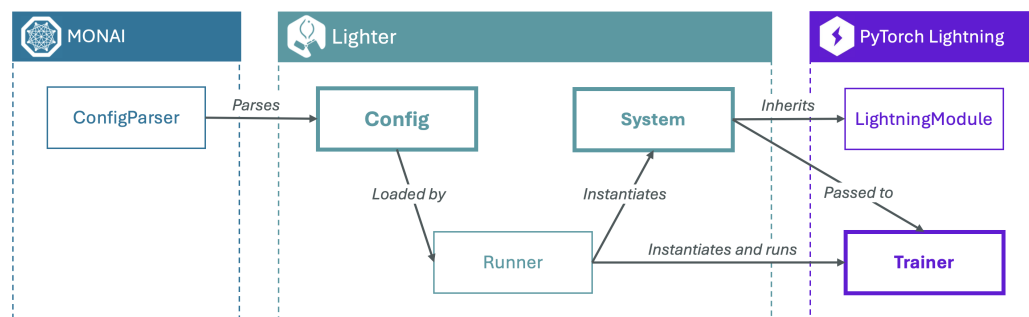 MONAI
Lighter
PyTorch Lightning
ConfigParser
Parses
Config
System
Inherits
LightningModule
Loaded by
Instantiates
Passed to
Runner
Instantiates and runs
Trainer